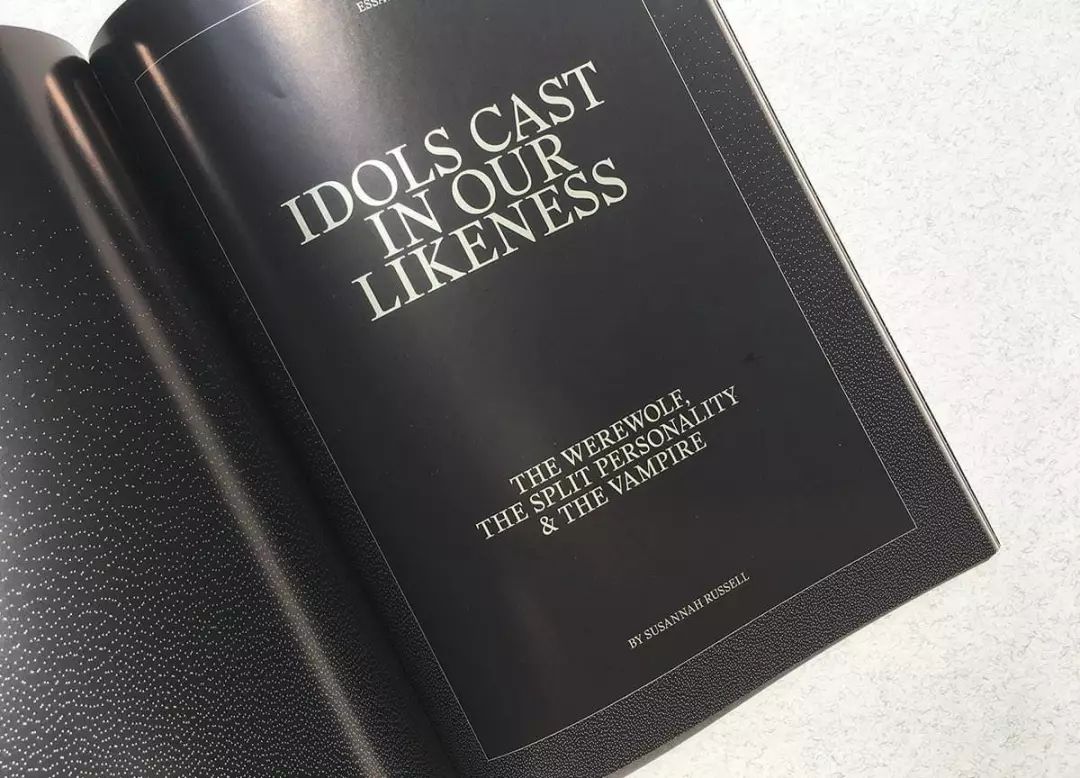 IDOLS CAST
IN OUR
LIKENESS
THE WEREWOLF,
THE SPLIT PERSONALITY
& THE VAMPIRE
BY SUSANNAH RUSSELL